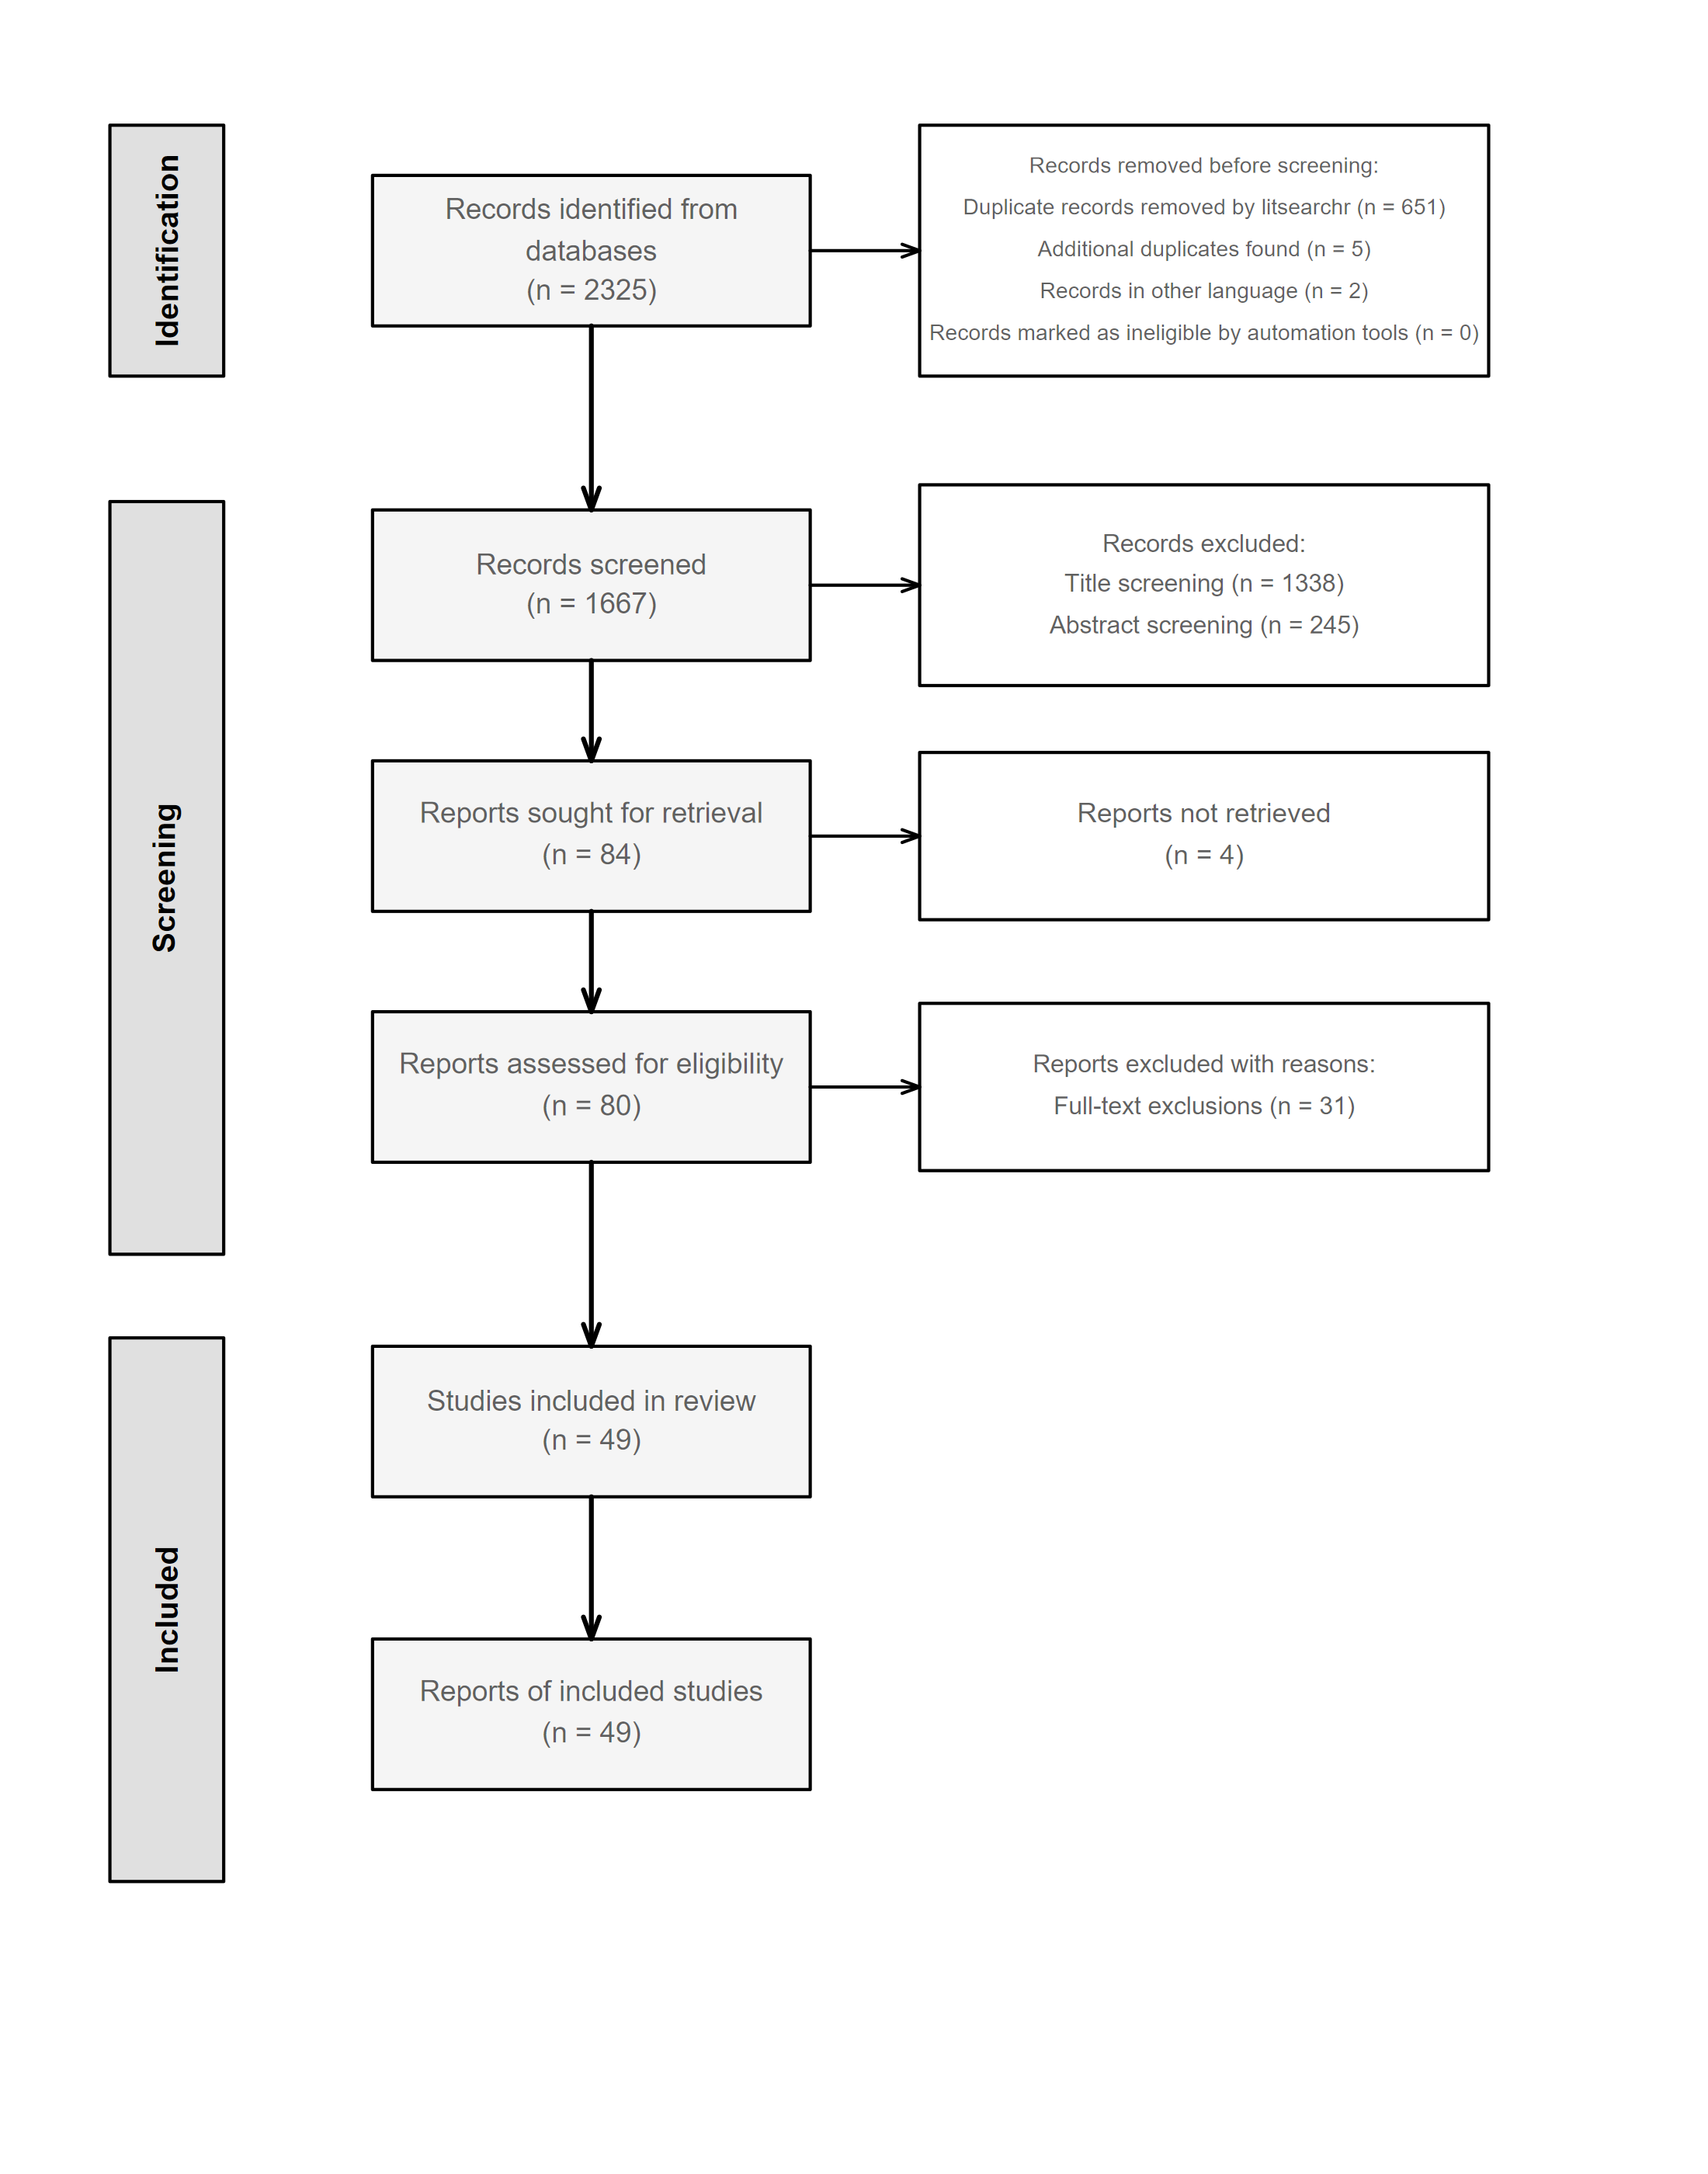 Identification
Records identified from
databases
(n = 2325)
Records removed before screening:
Duplicate records removed by litsearchr (n = 651)
Additional duplicates found (n = 5)
Records in other language (n = 2)
Records marked as ineligible by automation tools (n = 0)
Screening
Records screened
(n = 1667)
Records excluded:
Title screening (n = 1338)
Abstract screening (n = 245)
Reports sought for retrieval
(n = 84)
Reports not retrieved
(n = 4)
Reports assessed for eligibility
(n = 80)
Reports excluded with reasons:
Full-text exclusions (n = 31)
Included
Studies included in review
(n = 49)
Reports of included studies
(n = 49)